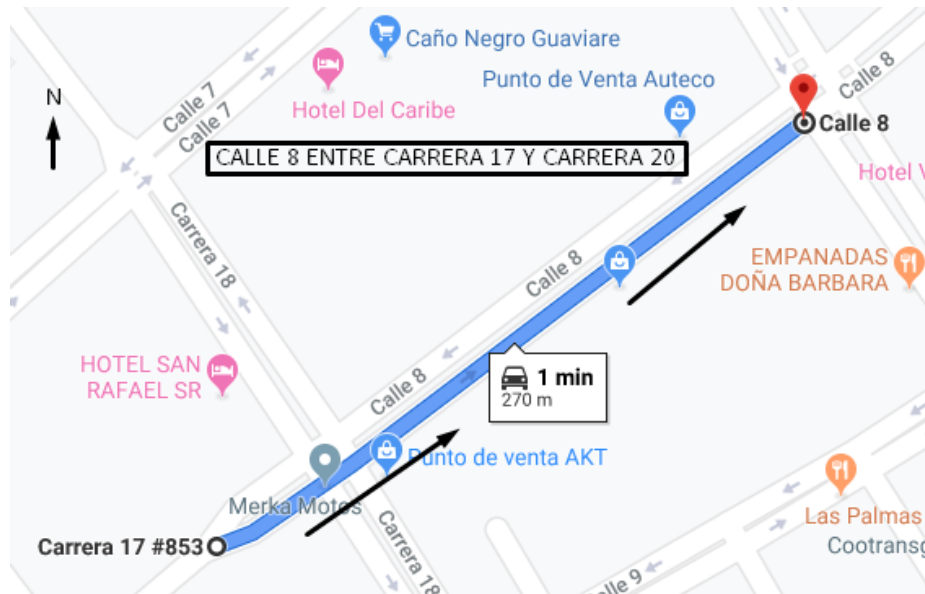 Caño Negro Guaviare
Calle 7
Calle 7
Hotel Del Caribe
Punto de Venta Auteco
Calle 8
N
Calle 8
CALLE 8 ENTRE CARRERA 17 Y CARRERA 20
Hotel V
Carrera 18
Calle 8
EMPANADAS
DOÑA BARBARA
HOTEL SAN
RAFAEL SR
1 min
270 m
Calle 8
Punto de venta AKT
Merka Motos
Las Palmas
Carrera 17 #853
Carrera 18
Cootransg
lle 9